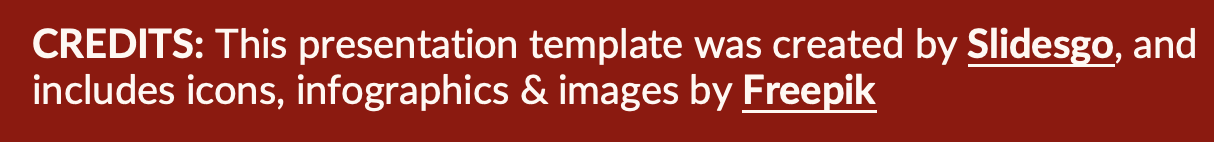 CREDITS: This presentation template was created by Slidesgo, and
includes icons, infographics & images by Freepik